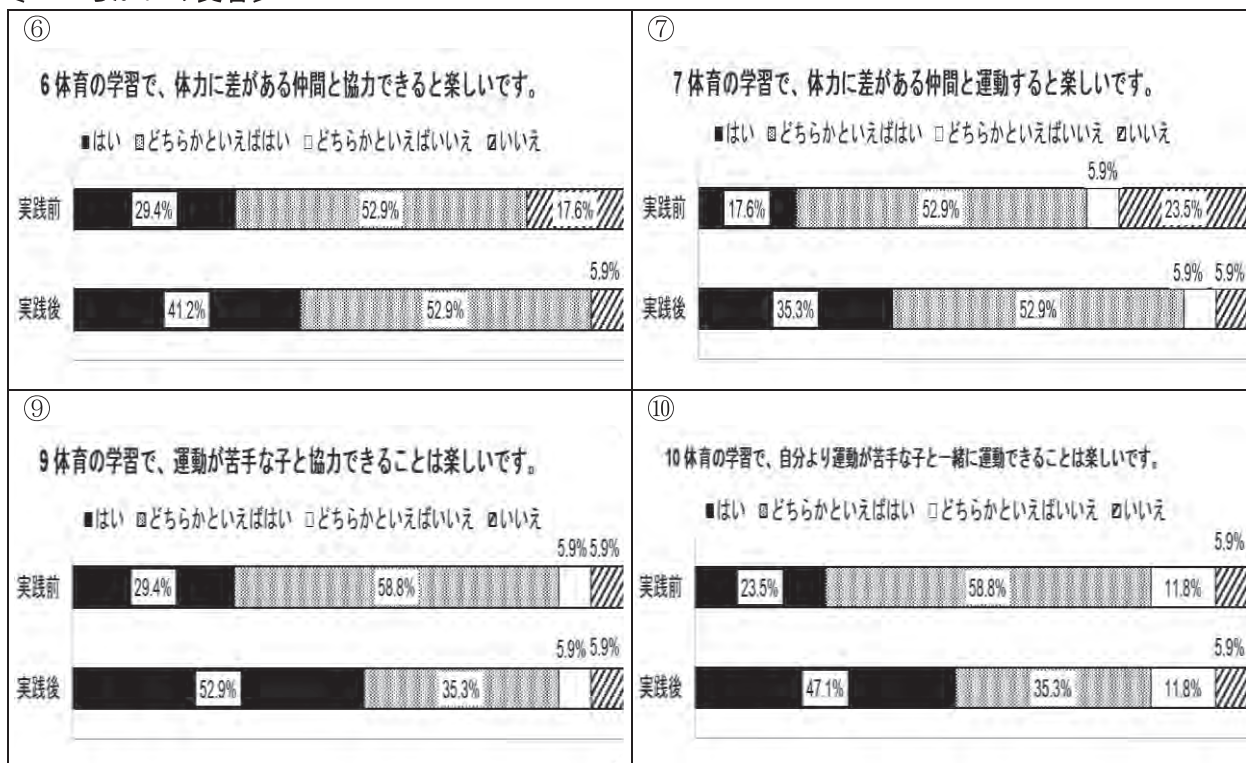 ⑥
6 体育の学習で、体力に差がある仲間と協力できると楽しいです。
■はい ▩どちらかといえばはい □どちらかといえばいいえ ▨いいえ
実践前 29.4% 52.9% 17.6%
5.9%
実践後 41.2% 52.9%
⑦
7 体育の学習で、体力に差がある仲間と運動すると楽しいです。
■はい ▩どちらかといえばはい □どちらかといえばいいえ ▨いいえ
5.9%
実践前 17.6% 52.9% 23.5%
5.9% 5.9%
実践後 35.3% 52.9%
⑨
9 体育の学習で、運動が苦手な子と協力できることは楽しいです。
■はい ▩どちらかといえばはい □どちらかといえばいいえ ▨いいえ
5.9% 5.9%
実践前 29.4% 58.8%
5.9% 5.9%
実践後 52.9% 35.3%
⑩
10 体育の学習で、自分より運動が苦手な子と一緒に運動できることは楽しいです。
■はい ▩どちらかといえばはい □どちらかといえばいいえ ▨いいえ
5.9%
実践前 23.5% 58.8% 11.8%
5.9%
実践後 47.1% 35.3% 11.8%